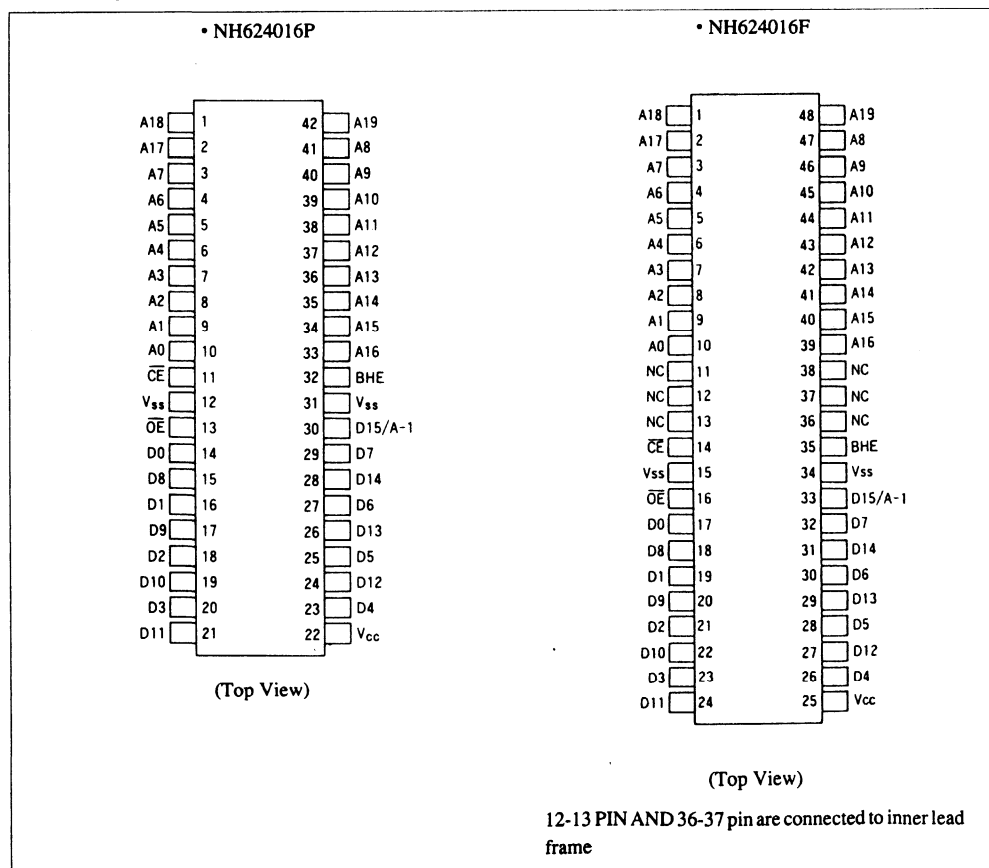 • NH624016P
A18 1 42 A19
A17 2 41 A8
A7 3 40 A9
A6 4 39 A10
A5 5 38 A11
A4 6 37 A12
A3 7 36 A13
A2 8 35 A14
A1 9 34 A15
A0 10 33 A16
C̅E̅ 11 32 BHE
Vss 12 31 Vss
O̅E̅ 13 30 D15/A-1
D0 14 29 D7
D8 15 28 D14
D1 16 27 D6
D9 17 26 D13
D2 18 25 D5
D10 19 24 D12
D3 20 23 D4
D11 21 22 Vcc
(Top View)
• NH624016F
A18 1 48 A19
A17 2 47 A8
A7 3 46 A9
A6 4 45 A10
A5 5 44 A11
A4 6 43 A12
A3 7 42 A13
A2 8 41 A14
A1 9 40 A15
A0 10 39 A16
NC 11 38 NC
NC 12 37 NC
NC 13 36 NC
C̅E̅ 14 35 BHE
Vss 15 34 Vss
O̅E̅ 16 33 D15/A-1
D0 17 32 D7
D8 18 31 D14
D1 19 30 D6
D9 20 29 D13
D2 21 28 D5
D10 22 27 D12
D3 23 26 D4
D11 24 25 Vcc
(Top View)
12-13 PIN AND 36-37 pin are connected to inner lead
frame